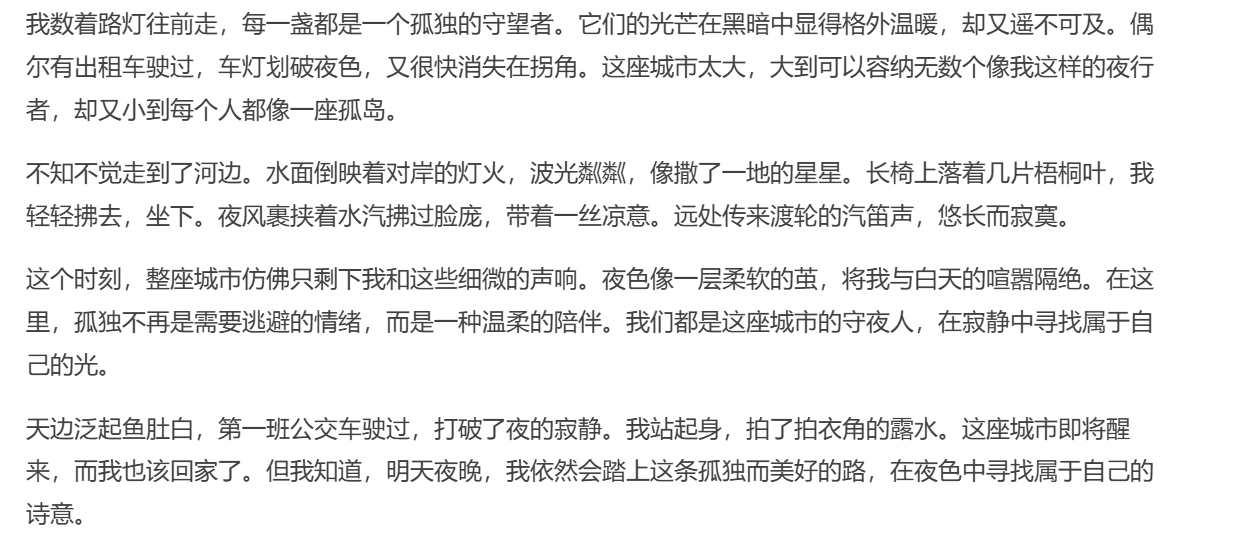 我数着路灯往前走，每一盏都是一个孤独的守望者。它们的光芒在黑暗中显得格外温暖，却又遥不可及。偶
尔有出租车驶过，车灯划破夜色，又很快消失在拐角。这座城市太大，大到可以容纳无数个像我这样的夜行
者，却又小到每个人都像一座孤岛。
不知不觉走到了河边。水面倒映着对岸的灯火，波光粼粼，像撒了一地的星星。长椅上落着几片梧桐叶，我
轻轻拂去，坐下。夜风裹挟着水汽拂过脸庞，带着一丝凉意。远处传来渡轮的汽笛声，悠长而寂寞。
这个时刻，整座城市仿佛只剩下我和这些细微的声响。夜色像一层柔软的茧，将我与白天的喧嚣隔绝。在这
里，孤独不再是需要逃避的情绪，而是一种温柔的陪伴。我们都是这座城市的守夜人，在寂静中寻找属于自
己的光。
天边泛起鱼肚白，第一班公交车驶过，打破了夜的寂静。我站起身，拍了拍衣角的露水。这座城市即将醒
来，而我也该回家了。但我知道，明天夜晚，我依然会踏上这条孤独而美好的路，在夜色中寻找属于自己的
诗意。